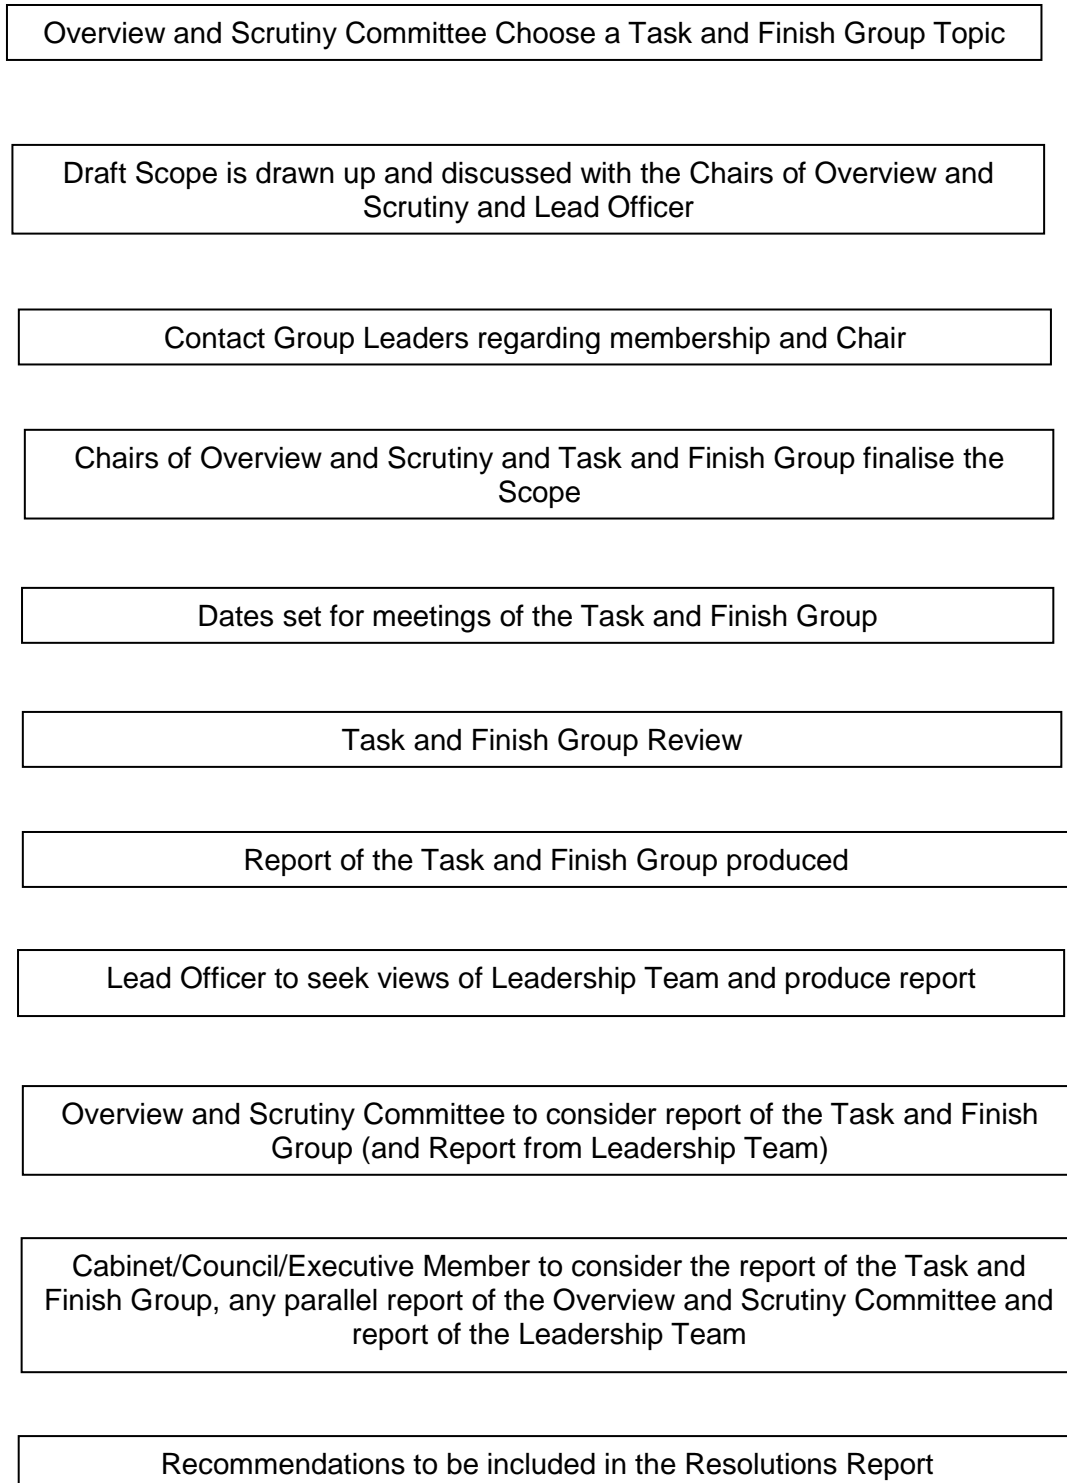 Overview and Scrutiny Committee Choose a Task and Finish Group Topic
Draft Scope is drawn up and discussed with the Chairs of Overview and
Scrutiny and Lead Officer
Contact Group Leaders regarding membership and Chair
Chairs of Overview and Scrutiny and Task and Finish Group finalise the
Scope
Dates set for meetings of the Task and Finish Group
Task and Finish Group Review
Report of the Task and Finish Group produced
Lead Officer to seek views of Leadership Team and produce report
Overview and Scrutiny Committee to consider report of the Task and Finish
Group (and Report from Leadership Team)
Cabinet/Council/Executive Member to consider the report of the Task and
Finish Group, any parallel report of the Overview and Scrutiny Committee and
report of the Leadership Team
Recommendations to be included in the Resolutions Report